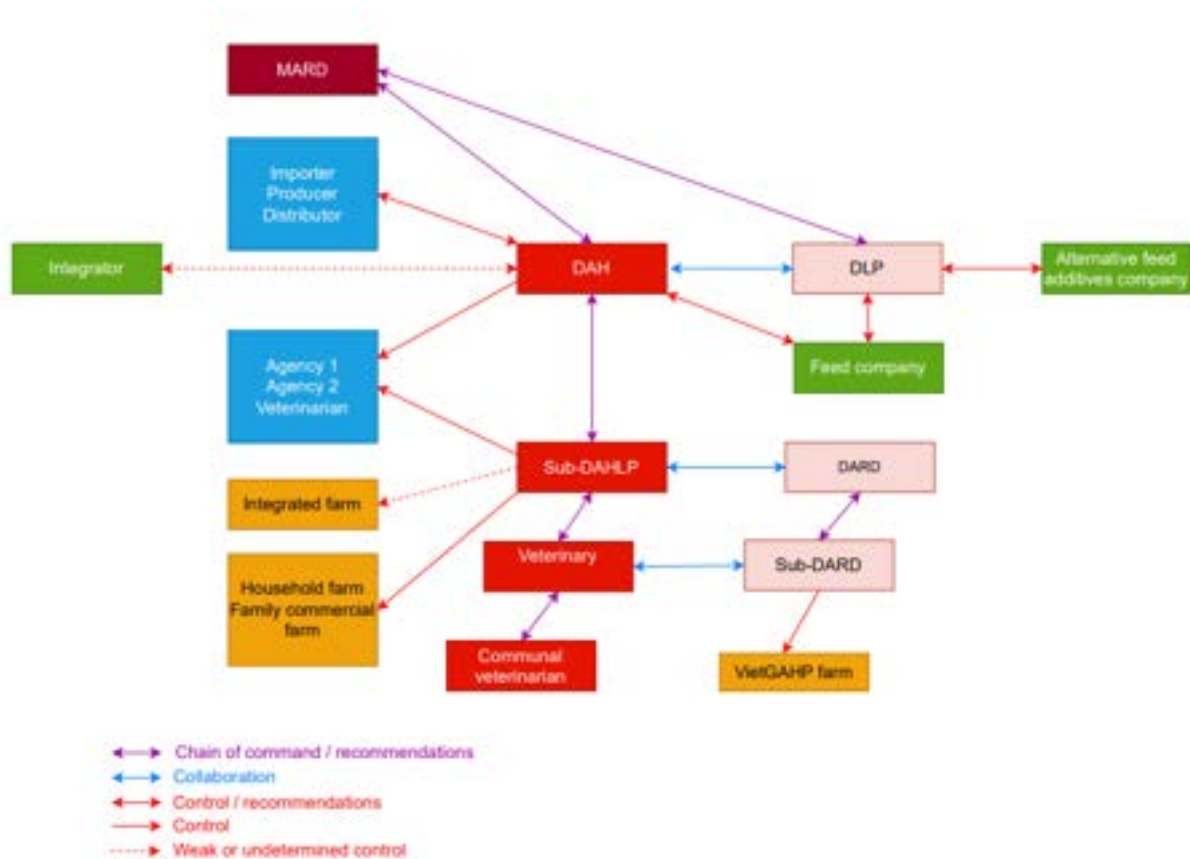 MARD
Importer
Producer
Distributor
Integrator
DAH
DLP
Alternative feed
additives company
Agency 1
Agency 2
Veterinarian
Feed company
Sub-DAHLP
DARD
Integrated farm
Veterinary
Sub-DARD
Household farm
Family commercial
farm
Communal
veterinarian
VietGAHP farm
Chain of command / recommendations
Collaboration
Control / recommendations
Control
Weak or undetermined control